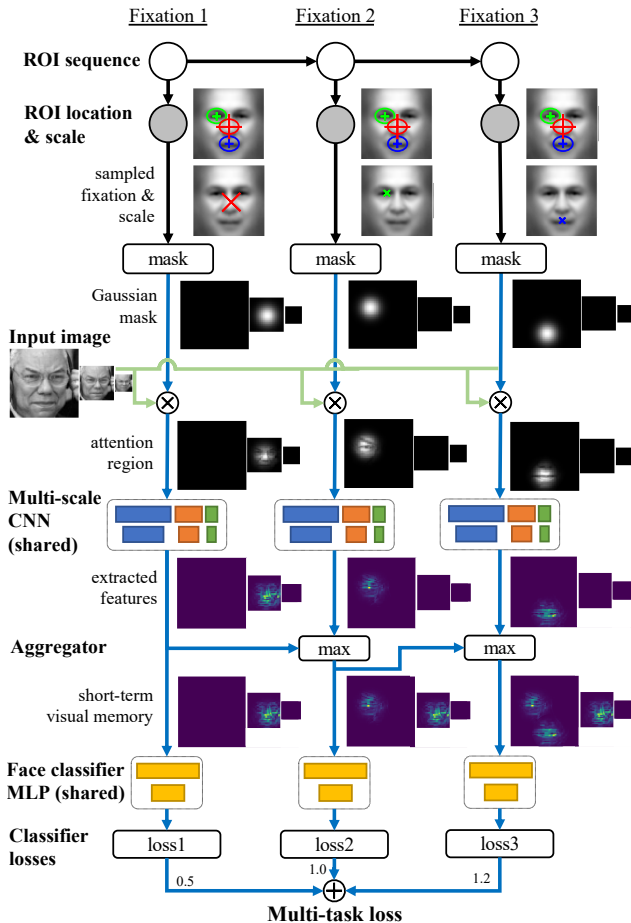 Fixation 1 Fixation 2 Fixation 3
ROI sequence
ROI location
& scale
sampled
fixation &
scale
mask mask mask
Gaussian
mask
Input image
attention
region
Multi-scale
CNN
(shared)
extracted
features
Aggregator
max max
short-term
visual memory
Face classifier
MLP (shared)
Classifier
losses
loss1 loss2 loss3
0.5 1.0 1.2
Multi-task loss